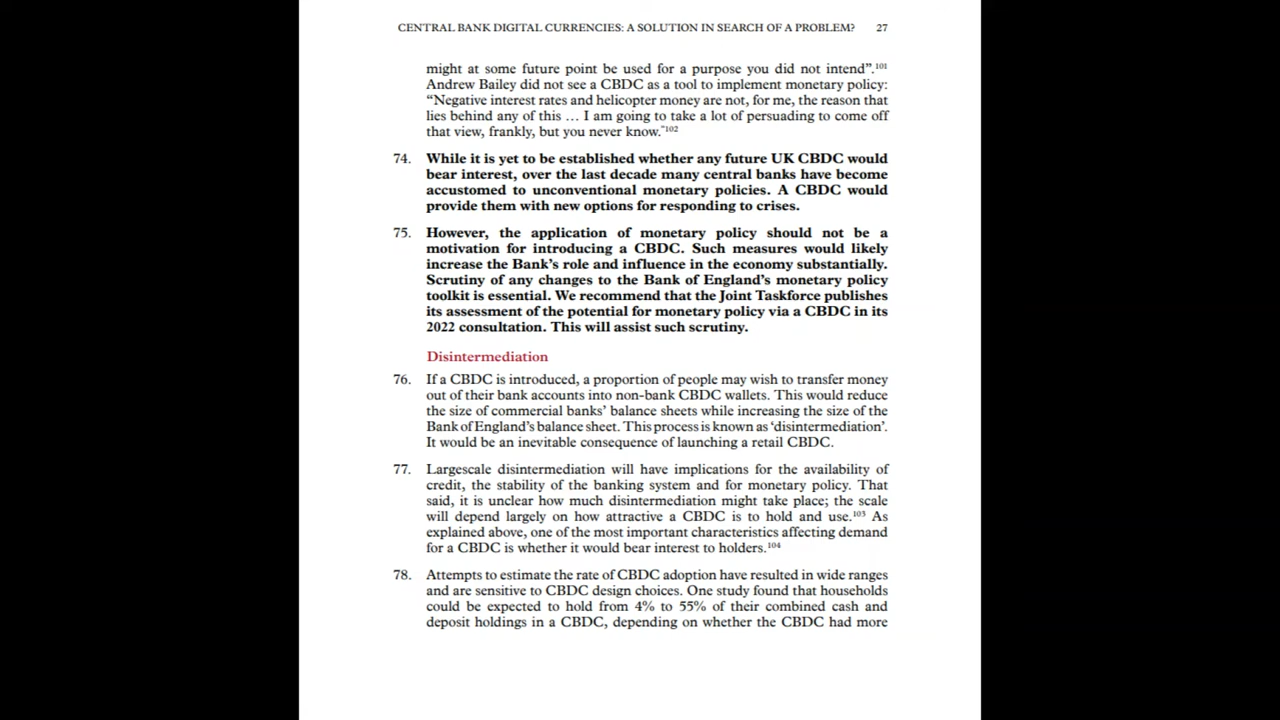 CENTRAL BANK DIGITAL CURRENCIES: A SOLUTION IN SEARCH OF A PROBLEM? 27
might at some future point be used for a purpose you did not intend”.101
Andrew Bailey did not see a CBDC as a tool to implement monetary policy:
“Negative interest rates and helicopter money are not, for me, the reason that
lies behind any of this … I am going to take a lot of persuading to come off
that view, frankly, but you never know.”102
74. While it is yet to be established whether any future UK CBDC would
bear interest, over the last decade many central banks have become
accustomed to unconventional monetary policies. A CBDC would
provide them with new options for responding to crises.
75. However, the application of monetary policy should not be a
motivation for introducing a CBDC. Such measures would likely
increase the Bank’s role and influence in the economy substantially.
Scrutiny of any changes to the Bank of England’s monetary policy
toolkit is essential. We recommend that the Joint Taskforce publishes
its assessment of the potential for monetary policy via a CBDC in its
2022 consultation. This will assist such scrutiny.
Disintermediation
76. If a CBDC is introduced, a proportion of people may wish to transfer money
out of their bank accounts into non-bank CBDC wallets. This would reduce
the size of commercial banks’ balance sheets while increasing the size of the
Bank of England’s balance sheet. This process is known as ‘disintermediation’.
It would be an inevitable consequence of launching a retail CBDC.
77. Largescale disintermediation will have implications for the availability of
credit, the stability of the banking system and for monetary policy. That
said, it is unclear how much disintermediation might take place; the scale
will depend largely on how attractive a CBDC is to hold and use.103 As
explained above, one of the most important characteristics affecting demand
for a CBDC is whether it would bear interest to holders.104
78. Attempts to estimate the rate of CBDC adoption have resulted in wide ranges
and are sensitive to CBDC design choices. One study found that households
could be expected to hold from 4% to 55% of their combined cash and
deposit holdings in a CBDC, depending on whether the CBDC had more